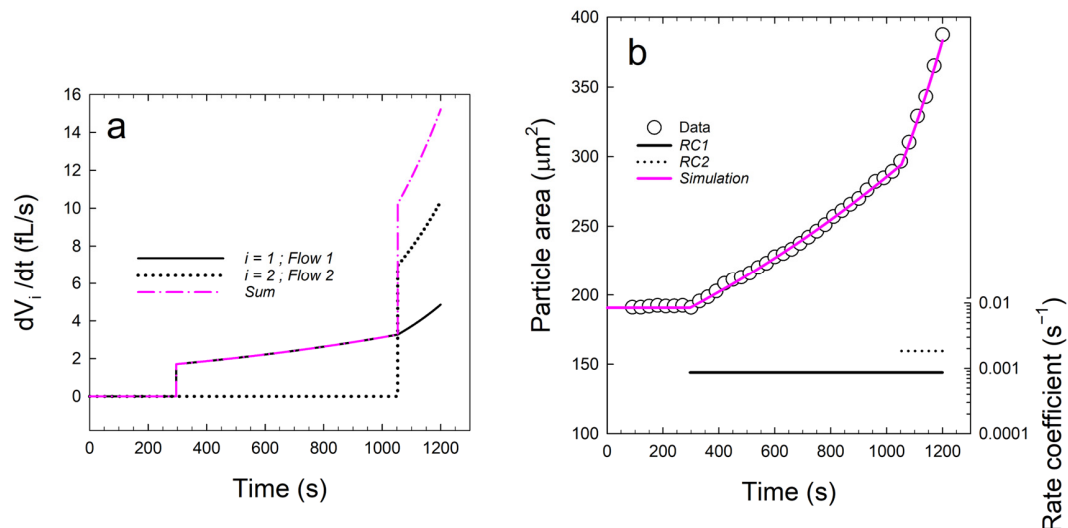 a
16
14
12
10
8
6
4
2
0
dVi /dt (fL/s)
i = 1 ; Flow 1
i = 2 ; Flow 2
Sum
0 200 400 600 800 1000 1200
Time (s)
b
400
350
300
250
200
150
100
Particle area (μm²)
Data
RC1
RC2
Simulation
0.01
0.001
0.0001
Rate coefficient (s⁻¹)
0 200 400 600 800 1000 1200
Time (s)